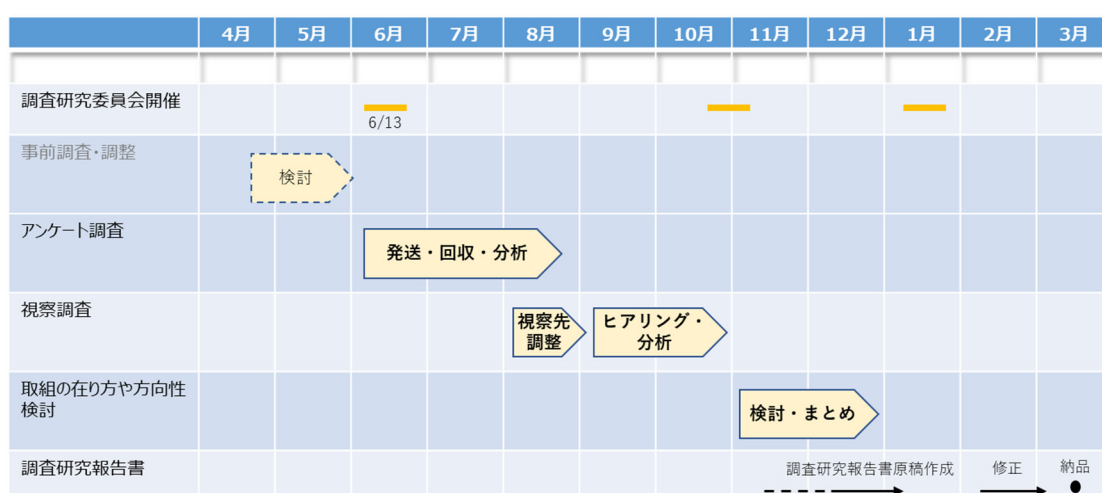 4月 5月 6月 7月 8月 9月 10月 11月 12月 1月 2月 3月
調査研究委員会開催
6/13
事前調査・調整
検討
アンケート調査
発送・回収・分析
視察調査
視察先
調整
ヒアリング・
分析
取組の在り方や方向性
検討
検討・まとめ
調査研究報告書
調査研究報告書原稿作成
修正
納品